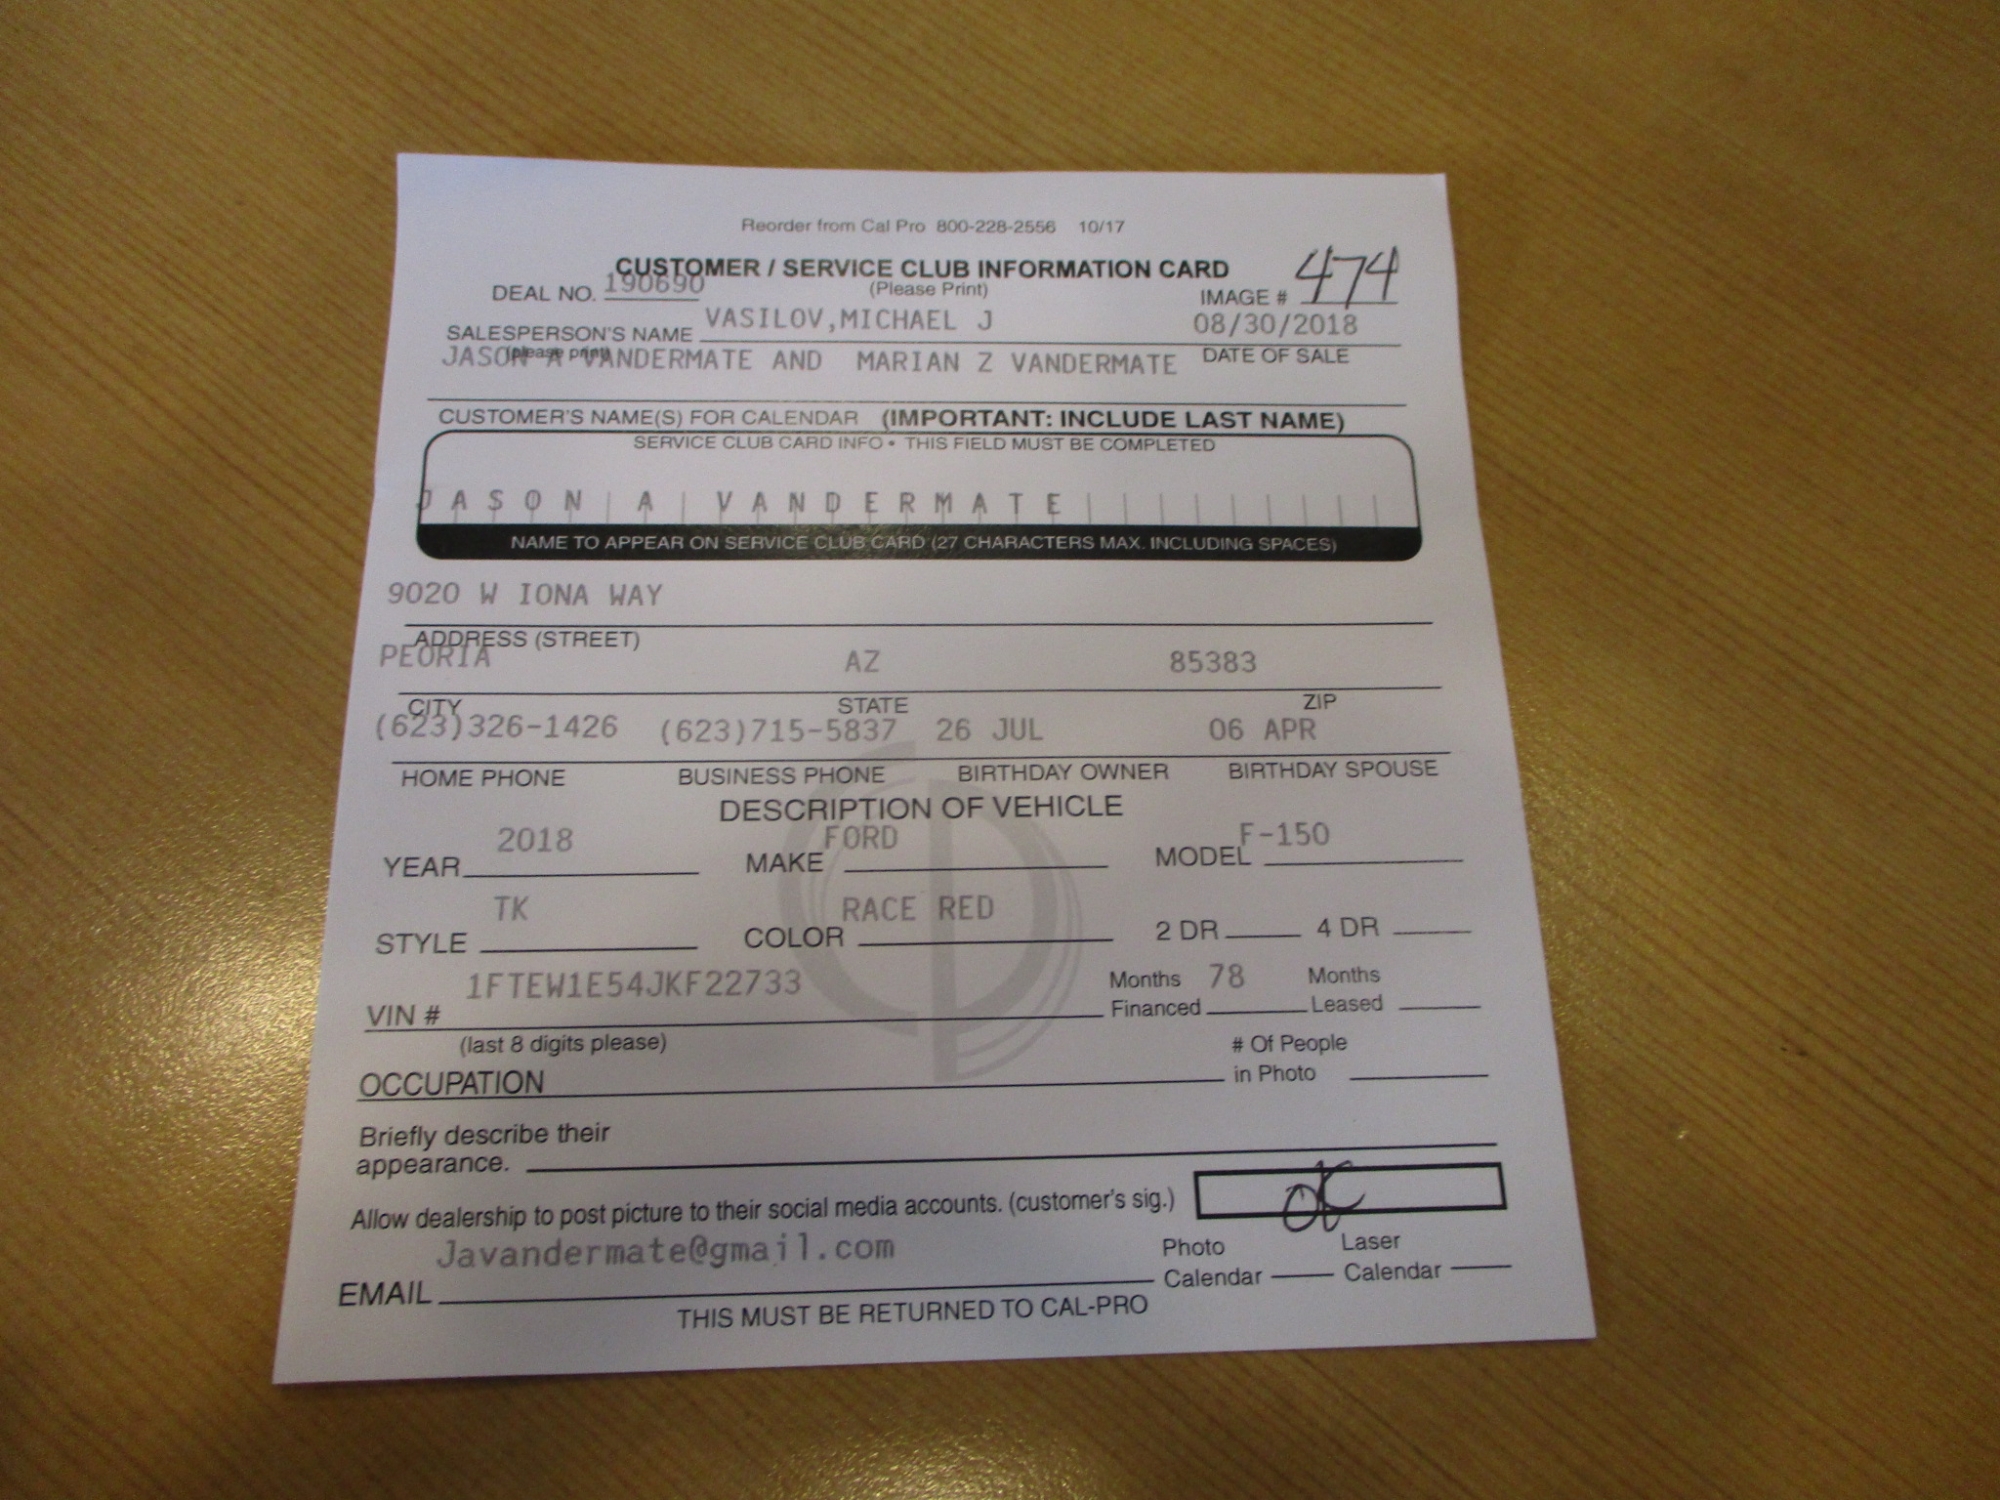 Reorder from Cal Pro 800-228-2556 10/17
CUSTOMER / SERVICE CLUB INFORMATION CARD
(Please Print)
DEAL NO. 190690
IMAGE # 474
SALESPERSON'S NAME VASILOV,MICHAEL J 08/30/2018
(please print) DATE OF SALE
JASON A VANDERMATE AND MARIAN Z VANDERMATE
CUSTOMER'S NAME(S) FOR CALENDAR (IMPORTANT: INCLUDE LAST NAME)
SERVICE CLUB CARD INFO • THIS FIELD MUST BE COMPLETED
JASON A VANDERMATE
NAME TO APPEAR ON SERVICE CLUB CARD (27 CHARACTERS MAX. INCLUDING SPACES)
9020 W IONA WAY
ADDRESS (STREET)
PEORIA AZ 85383
CITY STATE ZIP
(623)326-1426 (623)715-5837 26 JUL 06 APR
HOME PHONE BUSINESS PHONE BIRTHDAY OWNER BIRTHDAY SPOUSE
DESCRIPTION OF VEHICLE
YEAR 2018 MAKE FORD MODEL F-150
STYLE TK COLOR RACE RED 2 DR 4 DR
VIN # 1FTEW1E54JKF22733 Months Financed 78 Months Leased
(last 8 digits please)
OCCUPATION # Of People in Photo
Briefly describe their
appearance.
Allow dealership to post picture to their social media accounts. (customer's sig.) ok
EMAIL Javandermate@gmail.com Photo Calendar Laser Calendar
THIS MUST BE RETURNED TO CAL-PRO